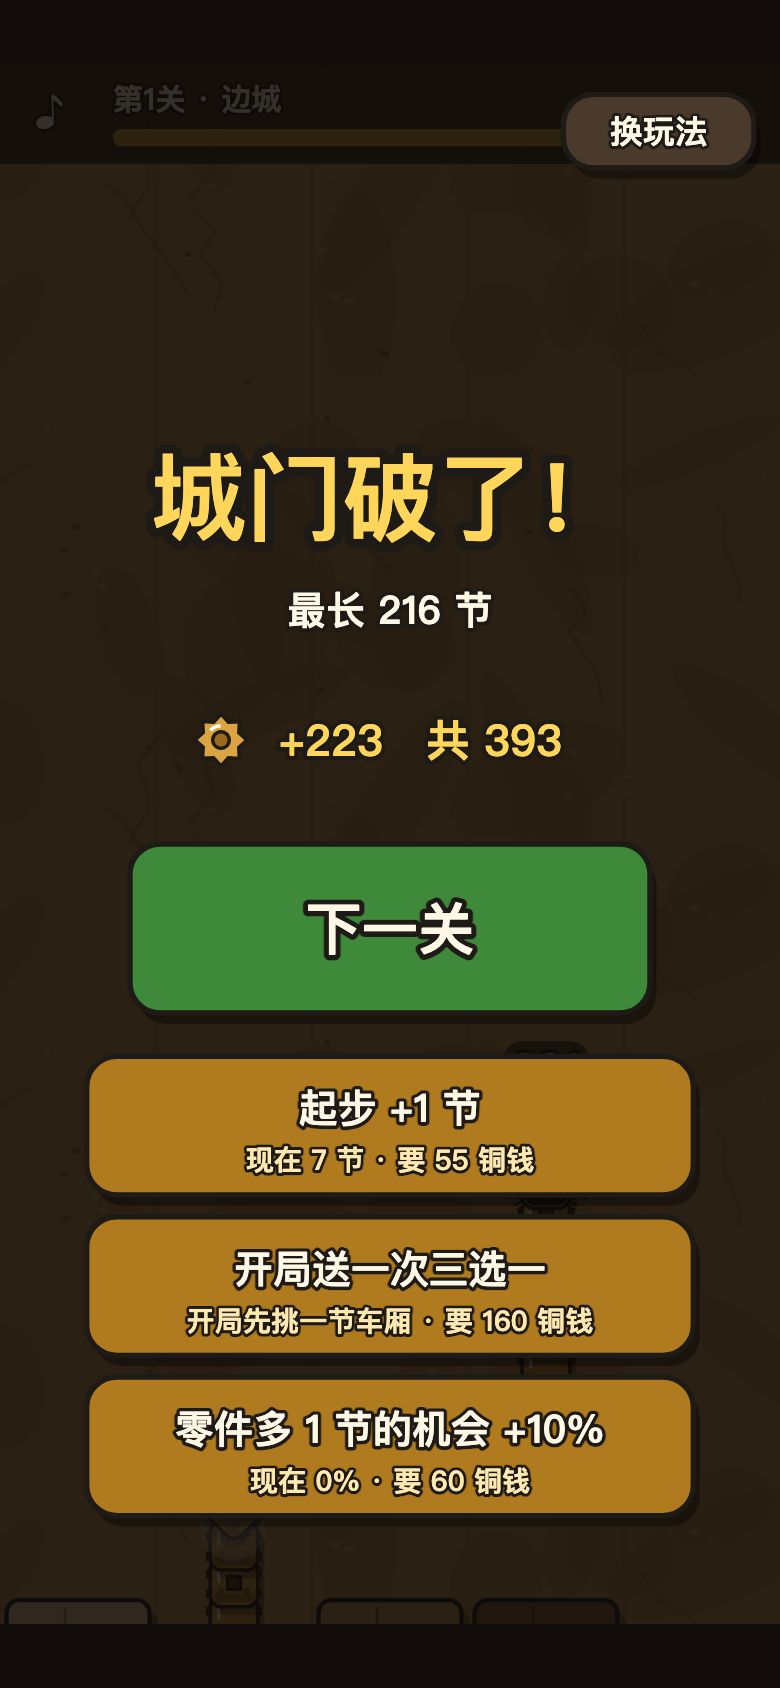 第1关 · 边城
换玩法
城门破了！
最长 216 节
+223 共 393
下一关
起步 +1 节
现在 7 节 · 要 55 铜钱
开局送一次三选一
开局先挑一节车厢 · 要 160 铜钱
零件多 1 节的机会 +10%
现在 0% · 要 60 铜钱